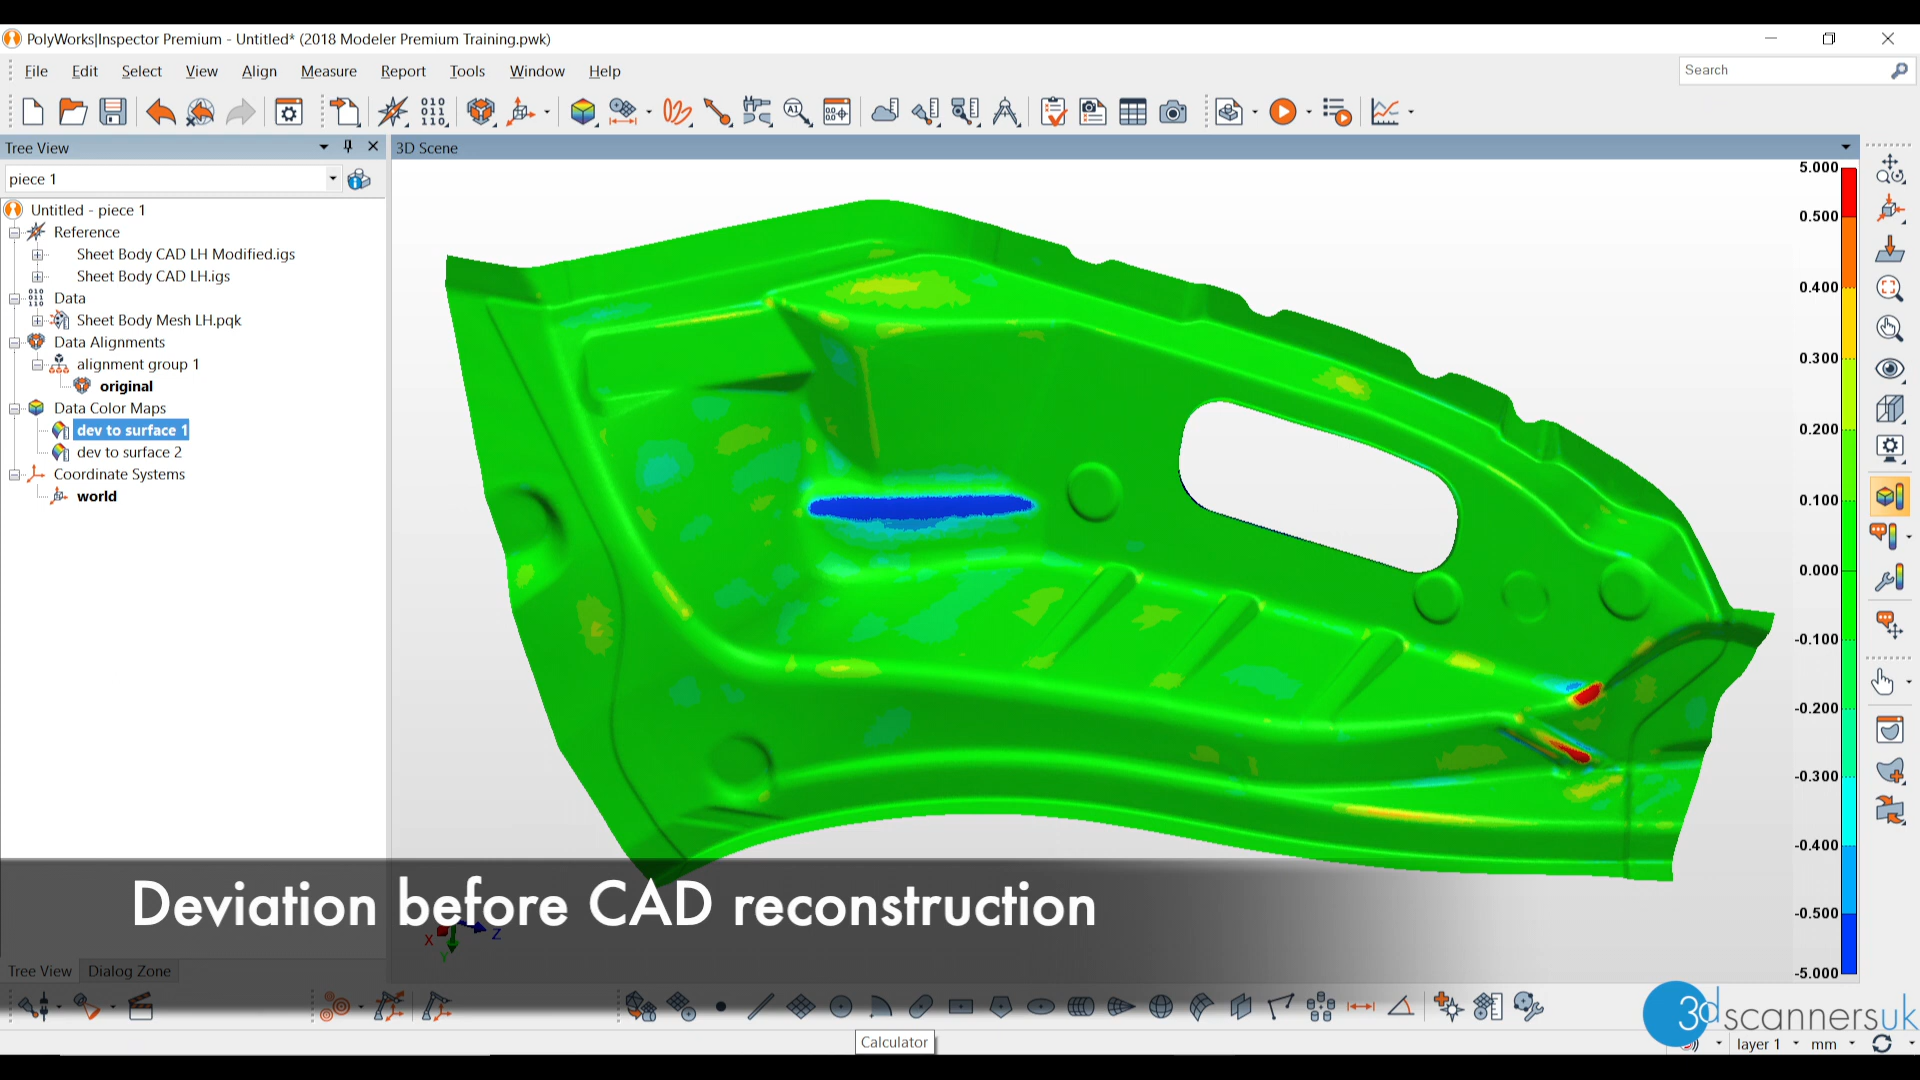 PolyWorks|Inspector Premium - Untitled* (2018 Modeler Premium Training.pwk)
File Edit Select View Align Measure Report Tools Window Help
Search
Tree View
3D Scene
piece 1
Untitled - piece 1
Reference
Sheet Body CAD LH Modified.igs
Sheet Body CAD LH.igs
Data
Sheet Body Mesh LH.pqk
Data Alignments
alignment group 1
original
Data Color Maps
dev to surface 1
dev to surface 2
Coordinate Systems
world
5.000
0.500
0.400
0.300
0.200
0.100
0.000
-0.100
-0.200
-0.300
-0.400
-0.500
-5.000
Deviation before CAD reconstruction
X Y Z
Tree View Dialog Zone
Calculator
3dscannersuk
layer 1 mm